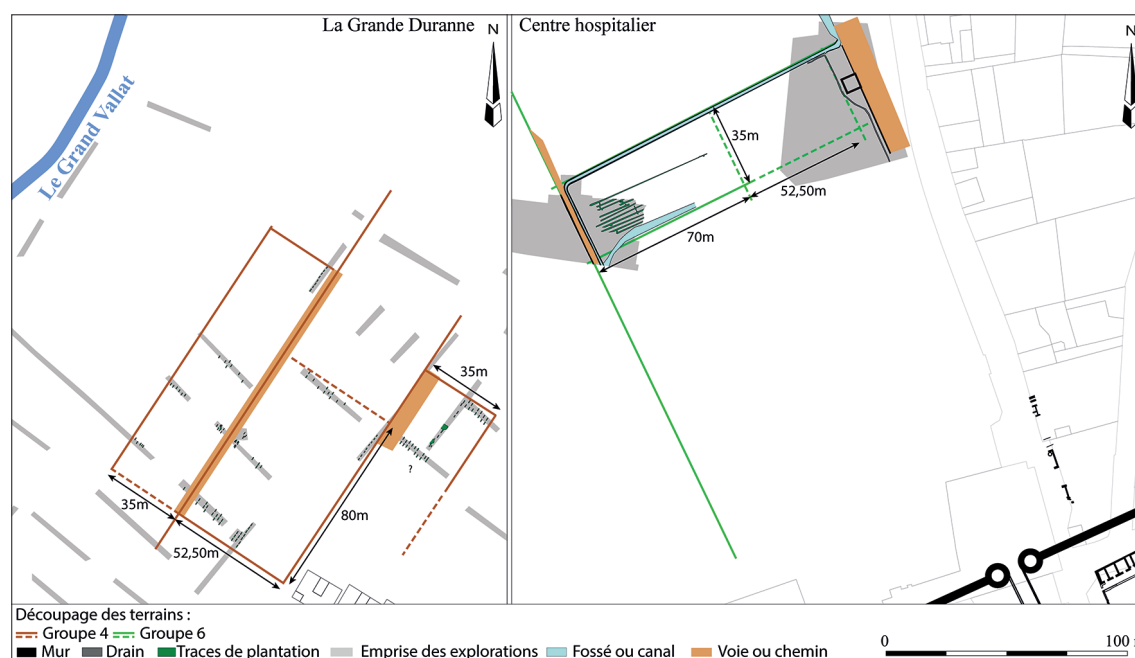 La Grande Duranne
N
Le Grand Vallat
35m
?
80m
35m
52,50m
Centre hospitalier
N
35m
52,50m
70m
Découpage des terrains :
Groupe 4 Groupe 6
Mur Drain Traces de plantation Emprise des explorations Fossé ou canal Voie ou chemin
0 100